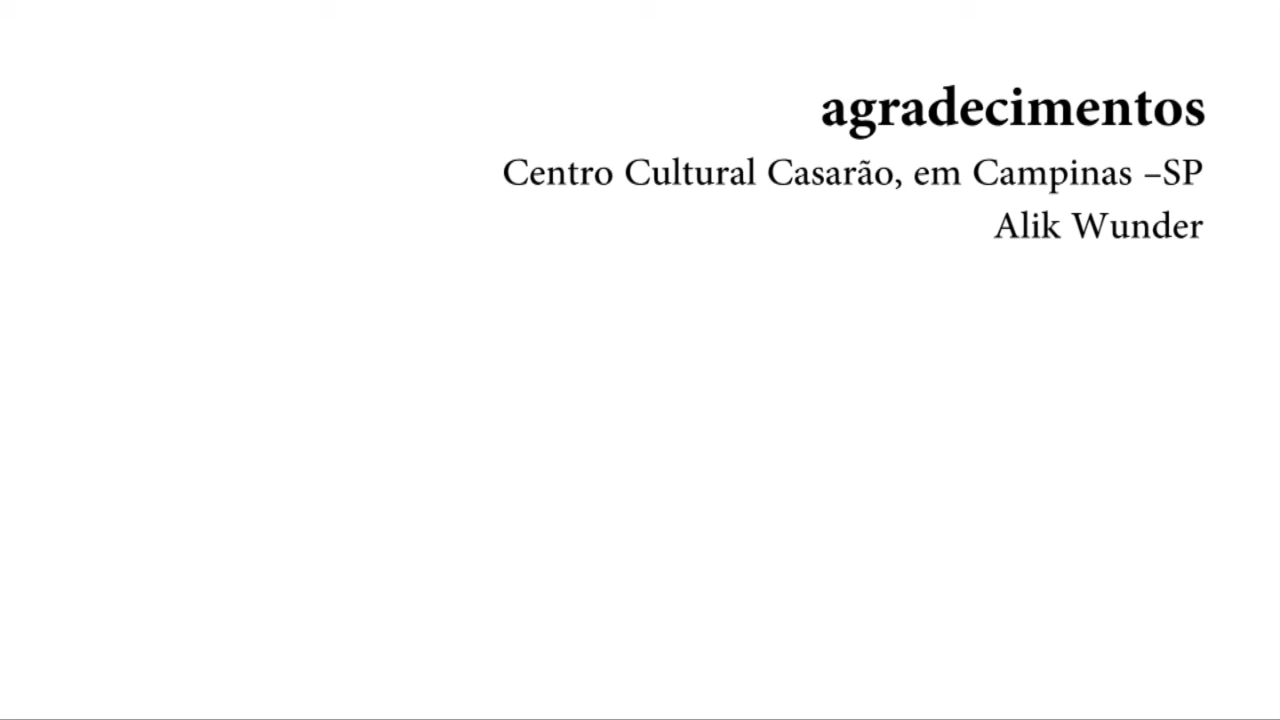 agradecimentos
Centro Cultural Casarão, em Campinas –SP
Alik Wunder